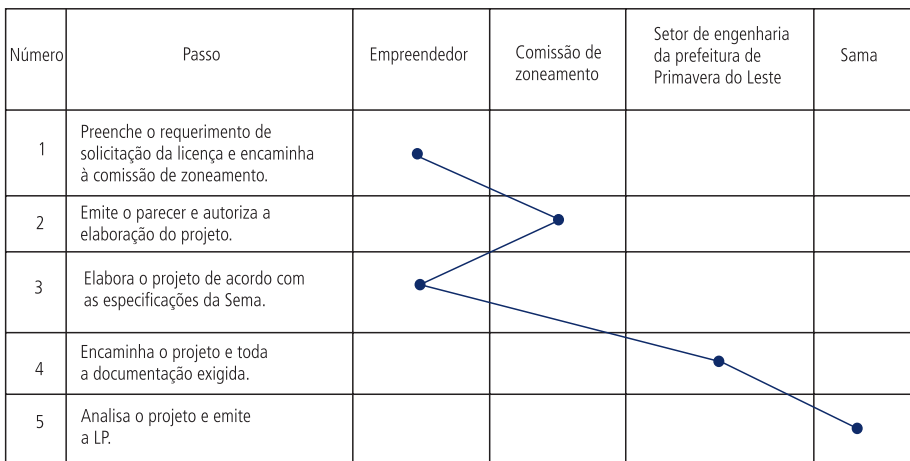 Número
Passo
Empreendedor
Comissão de
zoneamento
Setor de engenharia
da prefeitura de
Primavera do Leste
Sama
1
Preenche o requerimento de
solicitação da licença e encaminha
à comissão de zoneamento.
2
Emite o parecer e autoriza a
elaboração do projeto.
3
Elabora o projeto de acordo com
as especificações da Sema.
4
Encaminha o projeto e toda
a documentação exigida.
5
Analisa o projeto e emite
a LP.